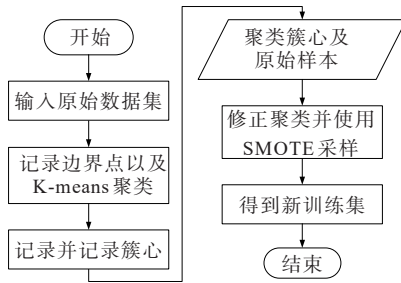 开始
输入原始数据集
记录边界点以及
K-means聚类
记录并记录簇心
聚类簇心及
原始样本
修正聚类并使用
SMOTE采样
得到新训练集
结束